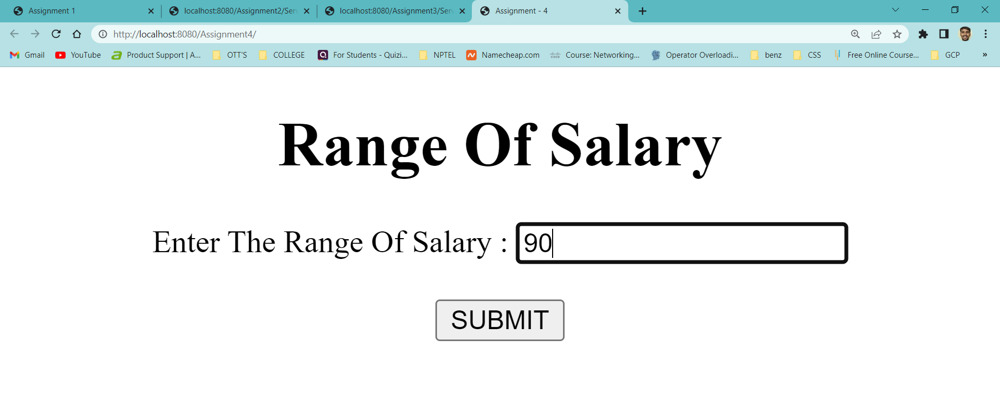 Assignment 1
localhost:8080/Assignment2/Serv
localhost:8080/Assignment3/Serv
Assignment - 4
http://localhost:8080/Assignment4/
Gmail
YouTube
Product Support | A...
OTT'S
COLLEGE
For Students - Quizi...
NPTEL
Namecheap.com
Course: Networking...
Operator Overloadi...
benz
CSS
Free Online Course...
GCP
»
Range Of Salary
Enter The Range Of Salary : 90
SUBMIT